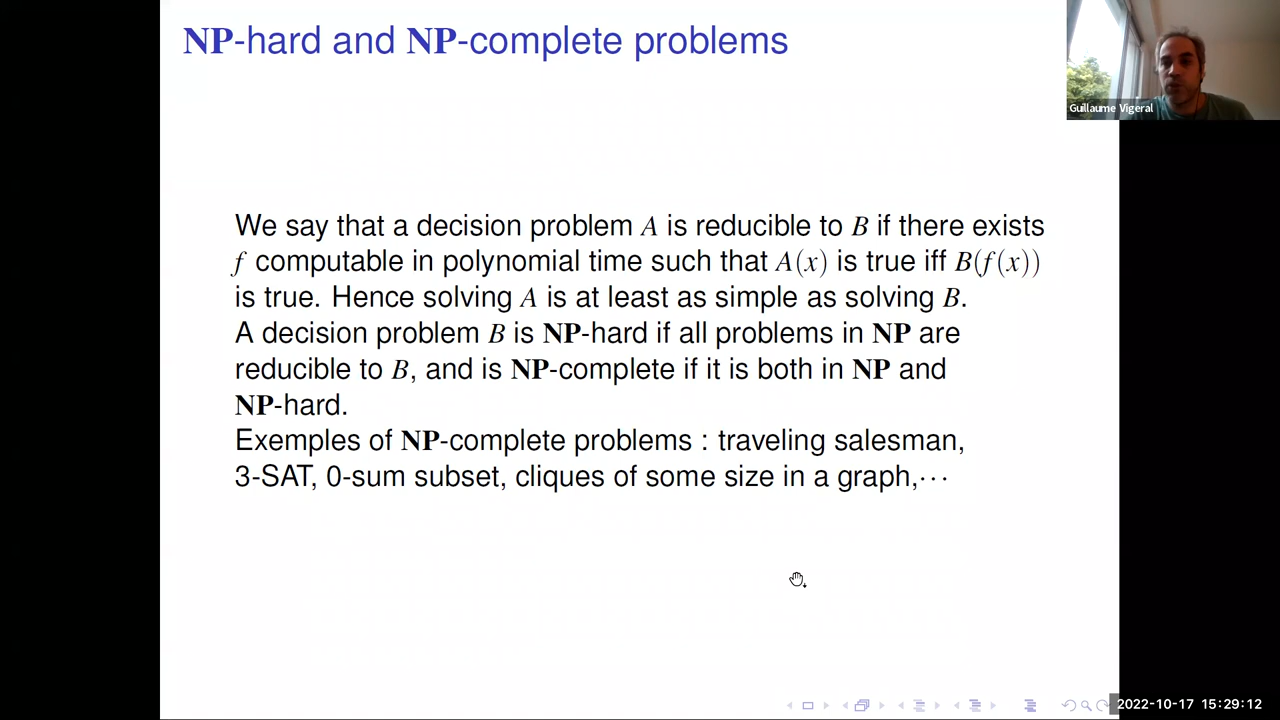 NP-hard and NP-complete problems
Guillaume Vigeral
We say that a decision problem A is reducible to B if there exists
f computable in polynomial time such that A(x) is true iff B(f(x))
is true. Hence solving A is at least as simple as solving B.
A decision problem B is NP-hard if all problems in NP are
reducible to B, and is NP-complete if it is both in NP and
NP-hard.
Exemples of NP-complete problems : traveling salesman,
3-SAT, 0-sum subset, cliques of some size in a graph,⋯
2022-10-17 15:29:12